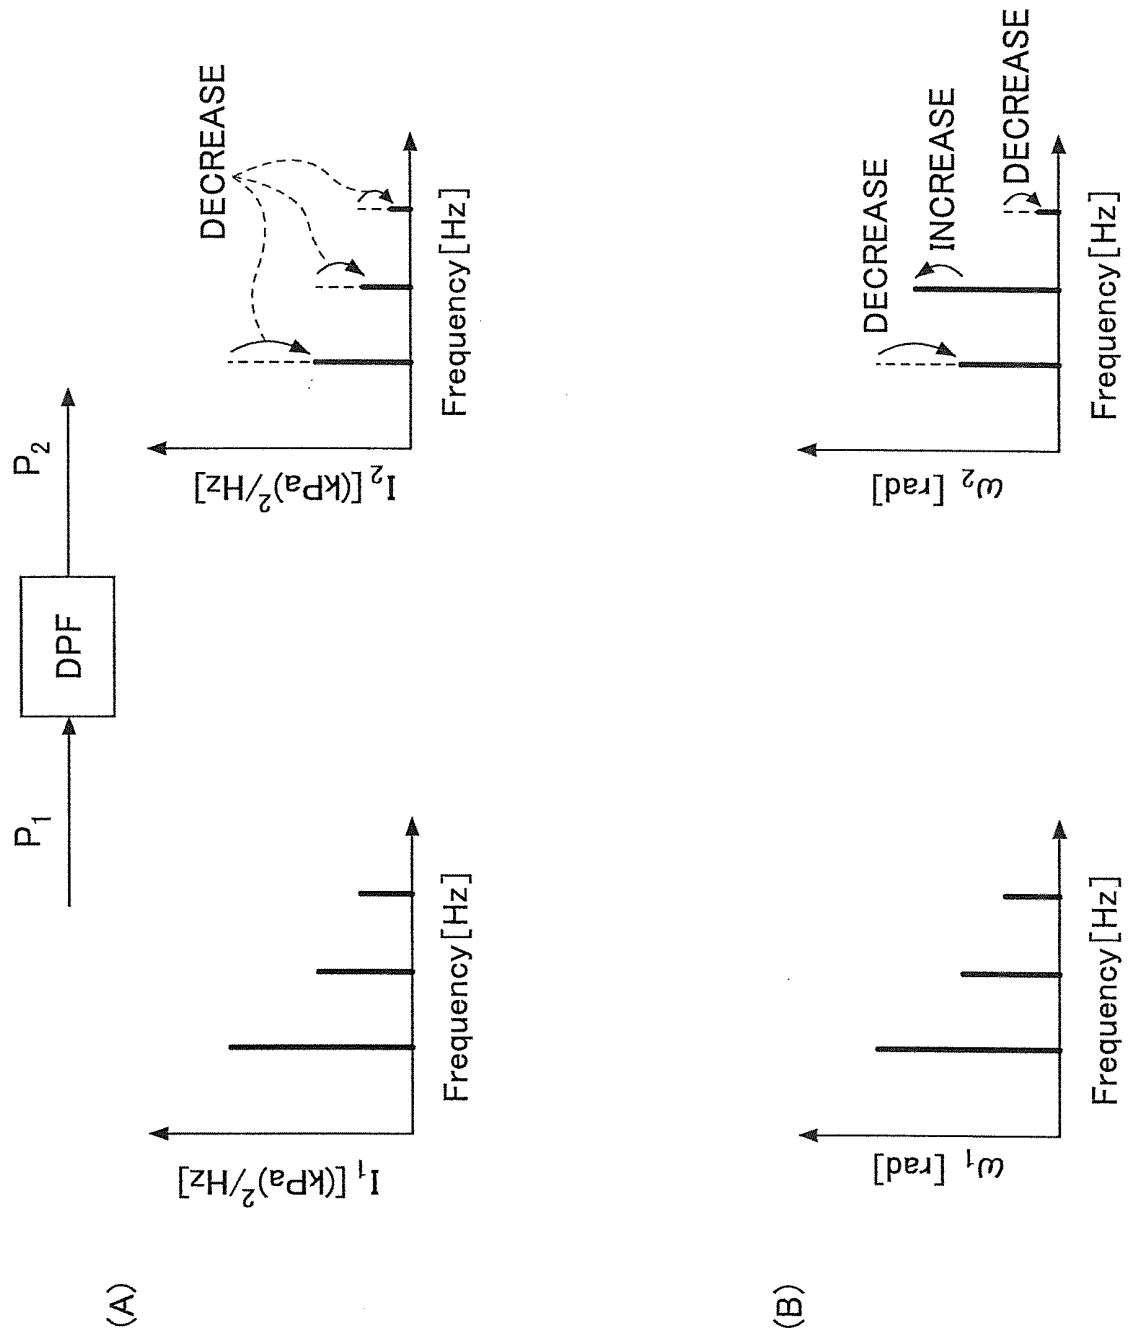 P1
DPF
P2
(A)
I1 [(kPa)2/Hz]
Frequency[Hz]
I2 [(kPa)2/Hz]
Frequency[Hz]
DECREASE
(B)
ω1 [rad]
Frequency[Hz]
ω2 [rad]
Frequency[Hz]
DECREASE
INCREASE
DECREASE